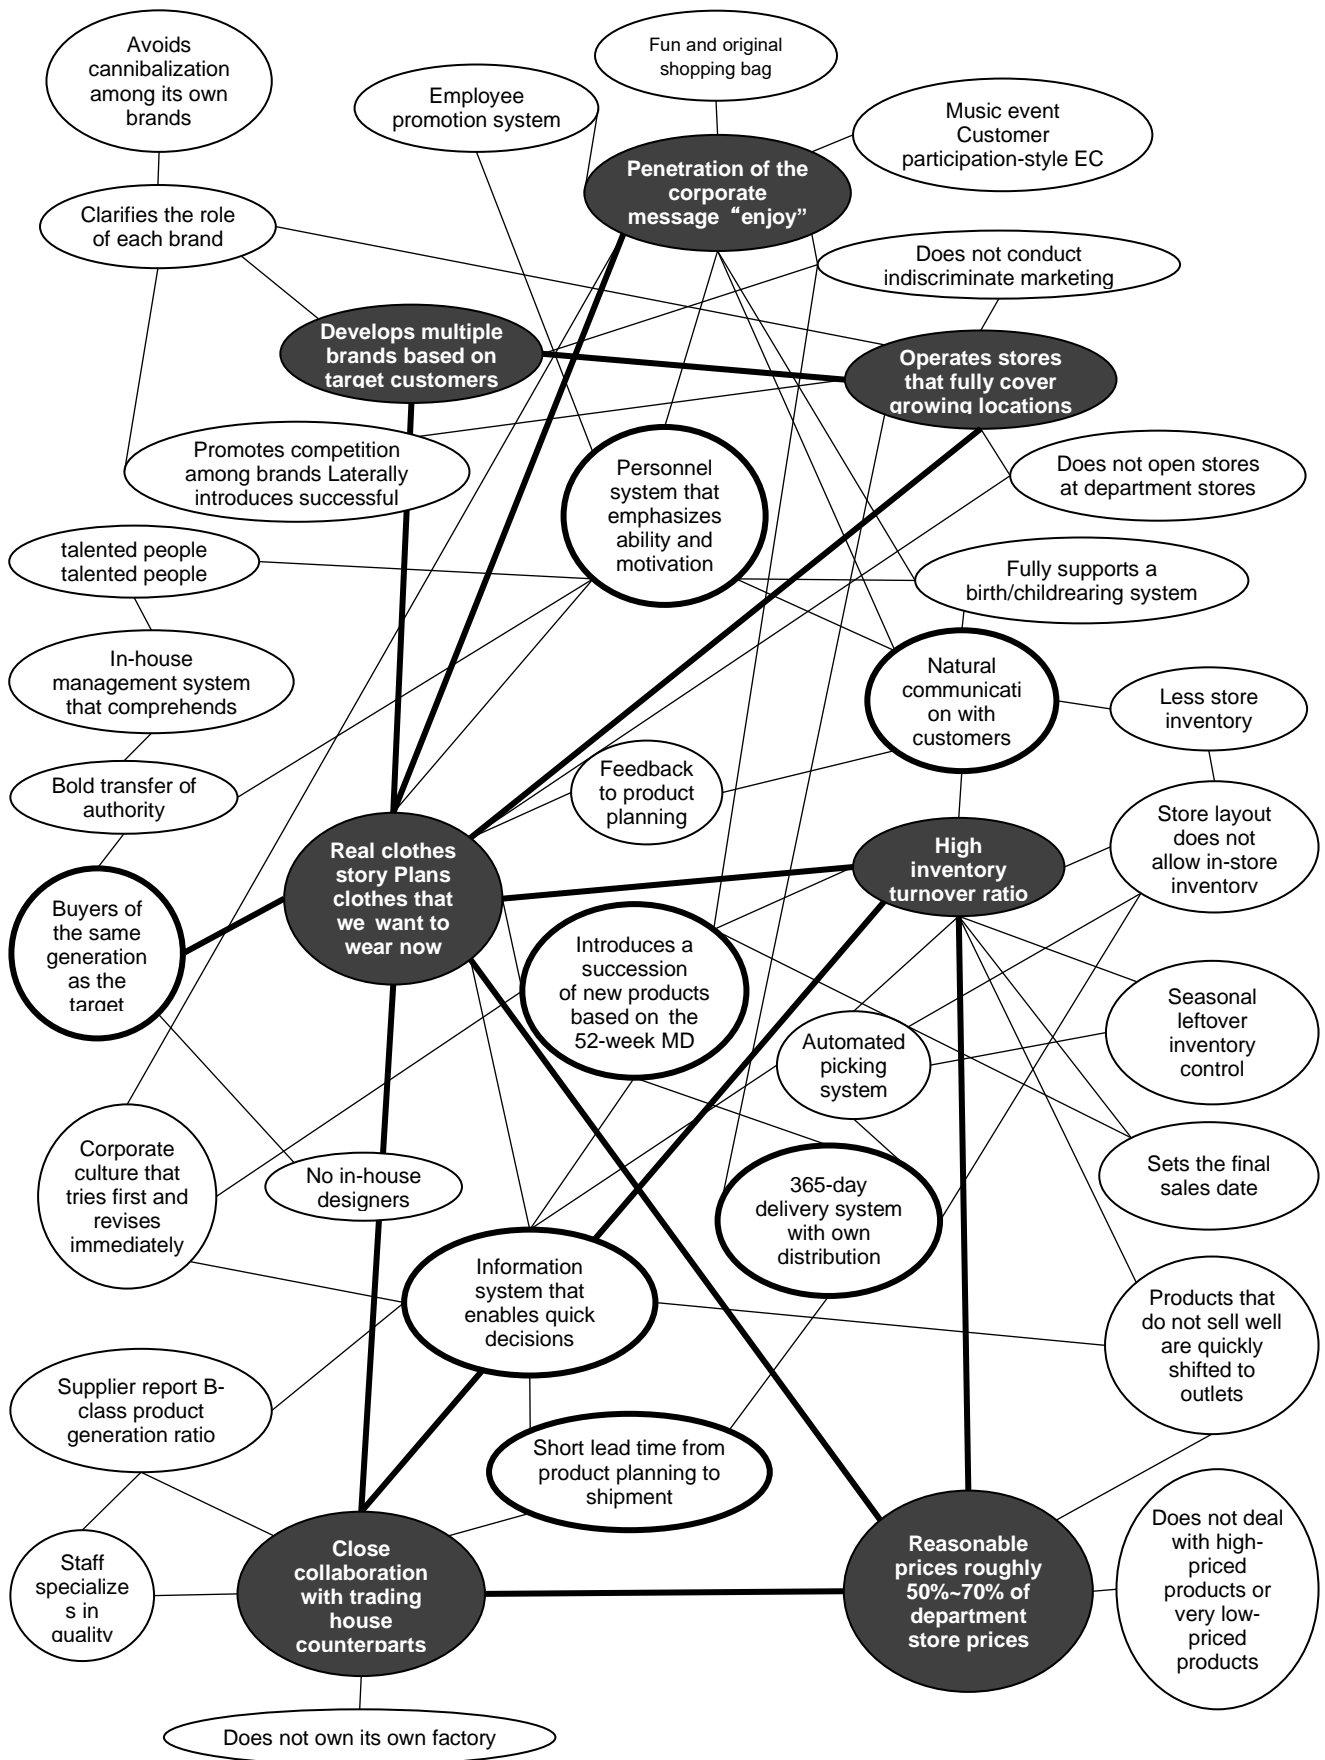 Avoids
cannibalization
among its own
brands
Fun and original
shopping bag
Employee
promotion system
Music event
Customer
participation-style EC
Penetration of the
corporate
message “enjoy”
Clarifies the role
of each brand
Does not conduct
indiscriminate marketing
Develops multiple
brands based on
target customers
Operates stores
that fully cover
growing locations
Promotes competition
among brands Laterally
introduces successful
Personnel
system that
emphasizes
ability and
motivation
Does not open stores
at department stores
talented people
talented people
Fully supports a
birth/childrearing system
In-house
management system
that comprehends
Natural
communicati
on with
customers
Less store
inventory
Bold transfer of
authority
Feedback
to product
planning
Store layout
does not
allow in-store
inventory
Real clothes
story Plans
clothes that
we want to
wear now
High
inventory
turnover ratio
Buyers of
the same
generation
as the
target
Introduces a
succession
of new products
based on the
52-week MD
Automated
picking
system
Seasonal
leftover
inventory
control
Corporate
culture that
tries first and
revises
immediately
No in-house
designers
365-day
delivery system
with own
distribution
Sets the final
sales date
Information
system that
enables quick
decisions
Products that
do not sell well
are quickly
shifted to
outlets
Supplier report B-
class product
generation ratio
Short lead time from
product planning to
shipment
Staff
specialize
s in
quality
Close
collaboration
with trading
house
counterparts
Reasonable
prices roughly
50%~70% of
department
store prices
Does not deal
with high-
priced
products or
very low-
priced
products
Does not own its own factory